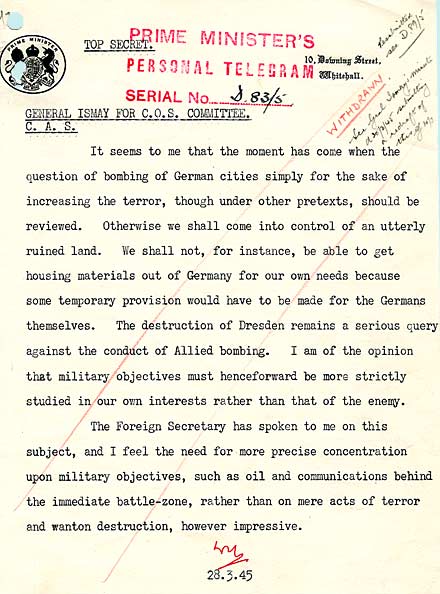 PRIME MINISTER
TOP SECRET.
PRIME MINISTER'S
PERSONAL TELEGRAM
SERIAL No. D.83/5
10, Downing Street,
Whitehall.
see D.89/5
WITHDRAWN
GENERAL ISMAY FOR C.O.S. COMMITTEE.
C. A. S.
It seems to me that the moment has come when the
question of bombing of German cities simply for the sake of
increasing the terror, though under other pretexts, should be
reviewed. Otherwise we shall come into control of an utterly
ruined land. We shall not, for instance, be able to get
housing materials out of Germany for our own needs because
some temporary provision would have to be made for the Germans
themselves. The destruction of Dresden remains a serious query
against the conduct of Allied bombing. I am of the opinion
that military objectives must henceforward be more strictly
studied in our own interests rather than that of the enemy.
The Foreign Secretary has spoken to me on this
subject, and I feel the need for more precise concentration
upon military objectives, such as oil and communications behind
the immediate battle-zone, rather than on mere acts of terror
and wanton destruction, however impressive.
28.3.45